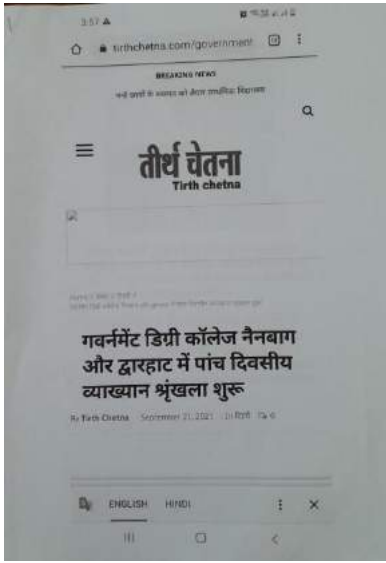 3:57
tirthchetna.com/government
BREAKING NEWS
तीर्थ चेतना
Tirth chetna
गवर्नमेंट डिग्री कॉलेज नैनबाग
और द्वारहाट में पांच दिवसीय
व्याख्यान श्रृंखला शुरू
By Tirth Chetna September 21, 2021
ENGLISH HINDI